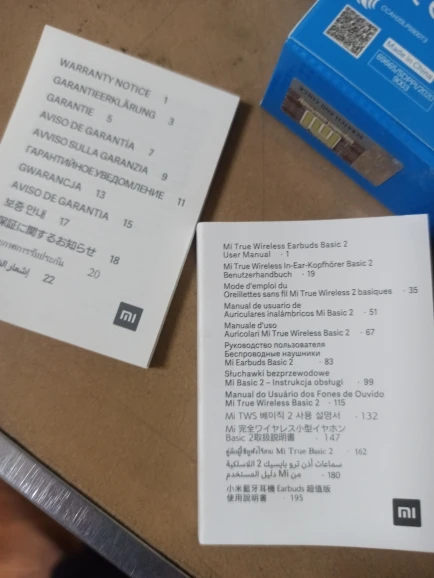 WARRANTY NOTICE 1
GARANTIEERKLÄRUNG 3
GARANTIE 5
AVISO DE GARANTÍA 7
AVVISO SULLA GARANZIA 9
ГАРАНТИЙНОЕ УВЕДОМЛЕНИЕ 11
GWARANCJA 13
AVISO DE GARANTIA 15
보증 안내 17
保証に関するお知らせ 18
20
إشعار 22
mi
Made in China
Mi True Wireless Earbuds Basic 2
User Manual · 1
Mi True Wireless In-Ear-Kopfhörer Basic 2
Benutzerhandbuch · 19
Mode d'emploi du
Oreillettes sans fil Mi True Wireless 2 basiques · 35
Manual de usuario de
Auriculares inalámbricos Mi Basic 2 · 51
Manuale d'uso
Auricolari Mi True Wireless Basic 2 · 67
Руководство пользователя
Беспроводные наушники
Mi Earbuds Basic 2 · 83
Słuchawki bezprzewodowe
Mi Basic 2 – Instrukcja obsługi · 99
Manual do Usuário dos Fones de Ouvido
Mi True Wireless Basic 2 · 115
Mi TWS 베이직 2 사용 설명서 · 132
Mi 完全ワイヤレス小型イヤホン
Basic 2取扱説明書 · 147
Mi True Basic 2 · 162
سماعات أذن ترو بايسيك 2 اللاسلكية
من Mi دليل المستخدم · 180
小米藍牙耳機 Earbuds 超值版
使用說明書 · 195
mi